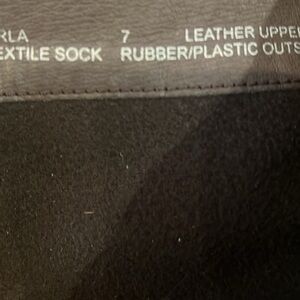 RLA 7 LEATHER UPPE
EXTILE SOCK RUBBER/PLASTIC OUTS